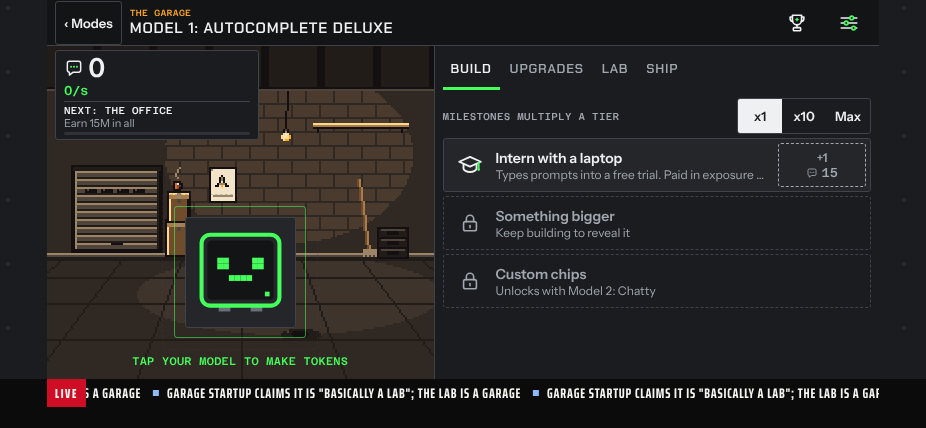 ‹ Modes
THE GARAGE
MODEL 1: AUTOCOMPLETE DELUXE
0
0/s
NEXT: THE OFFICE
Earn 15M in all
TAP YOUR MODEL TO MAKE TOKENS
BUILD UPGRADES LAB SHIP
MILESTONES MULTIPLY A TIER
x1 x10 Max
Intern with a laptop
Types prompts into a free trial. Paid in exposure ...
+1
15
Something bigger
Keep building to reveal it
Custom chips
Unlocks with Model 2: Chatty
LIVE S A GARAGE ■ GARAGE STARTUP CLAIMS IT IS "BASICALLY A LAB"; THE LAB IS A GARAGE ■ GARAGE STARTUP CLAIMS IT IS "BASICALLY A LAB"; THE LAB IS A GAR